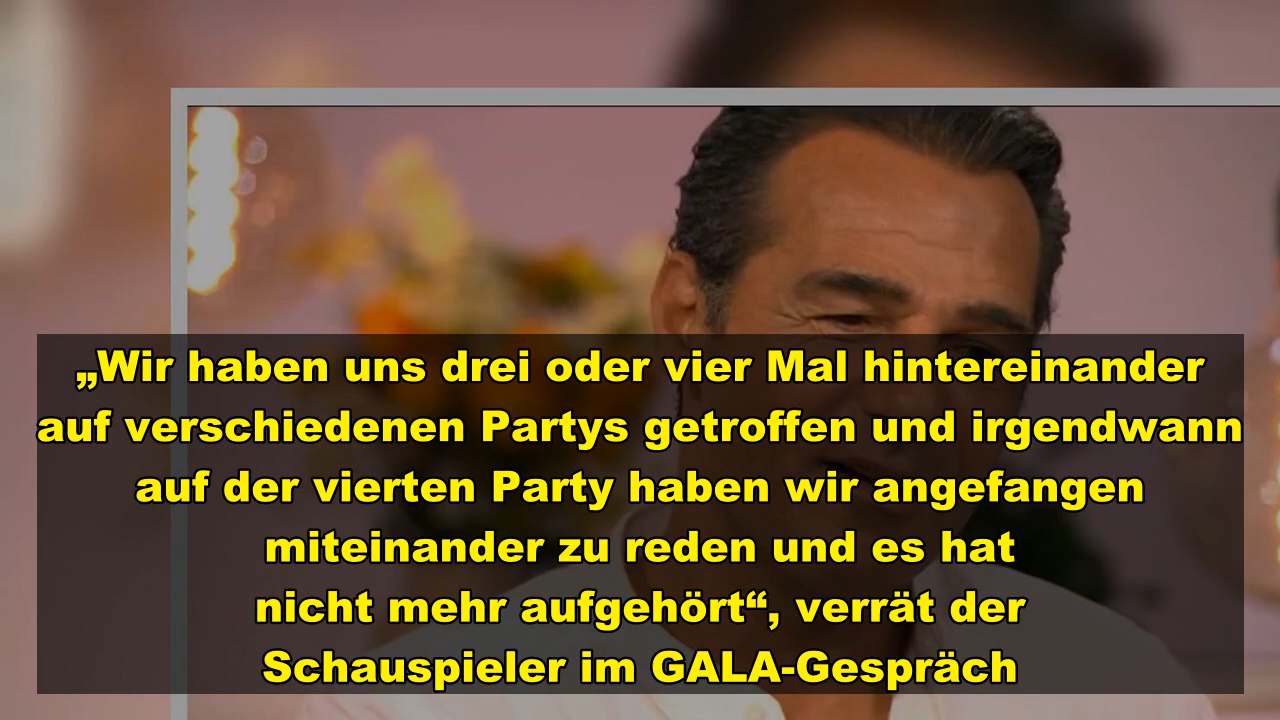 „Wir haben uns drei oder vier Mal hintereinander
auf verschiedenen Partys getroffen und irgendwann
auf der vierten Party haben wir angefangen
miteinander zu reden und es hat
nicht mehr aufgehört“, verrät der
Schauspieler im GALA-Gespräch